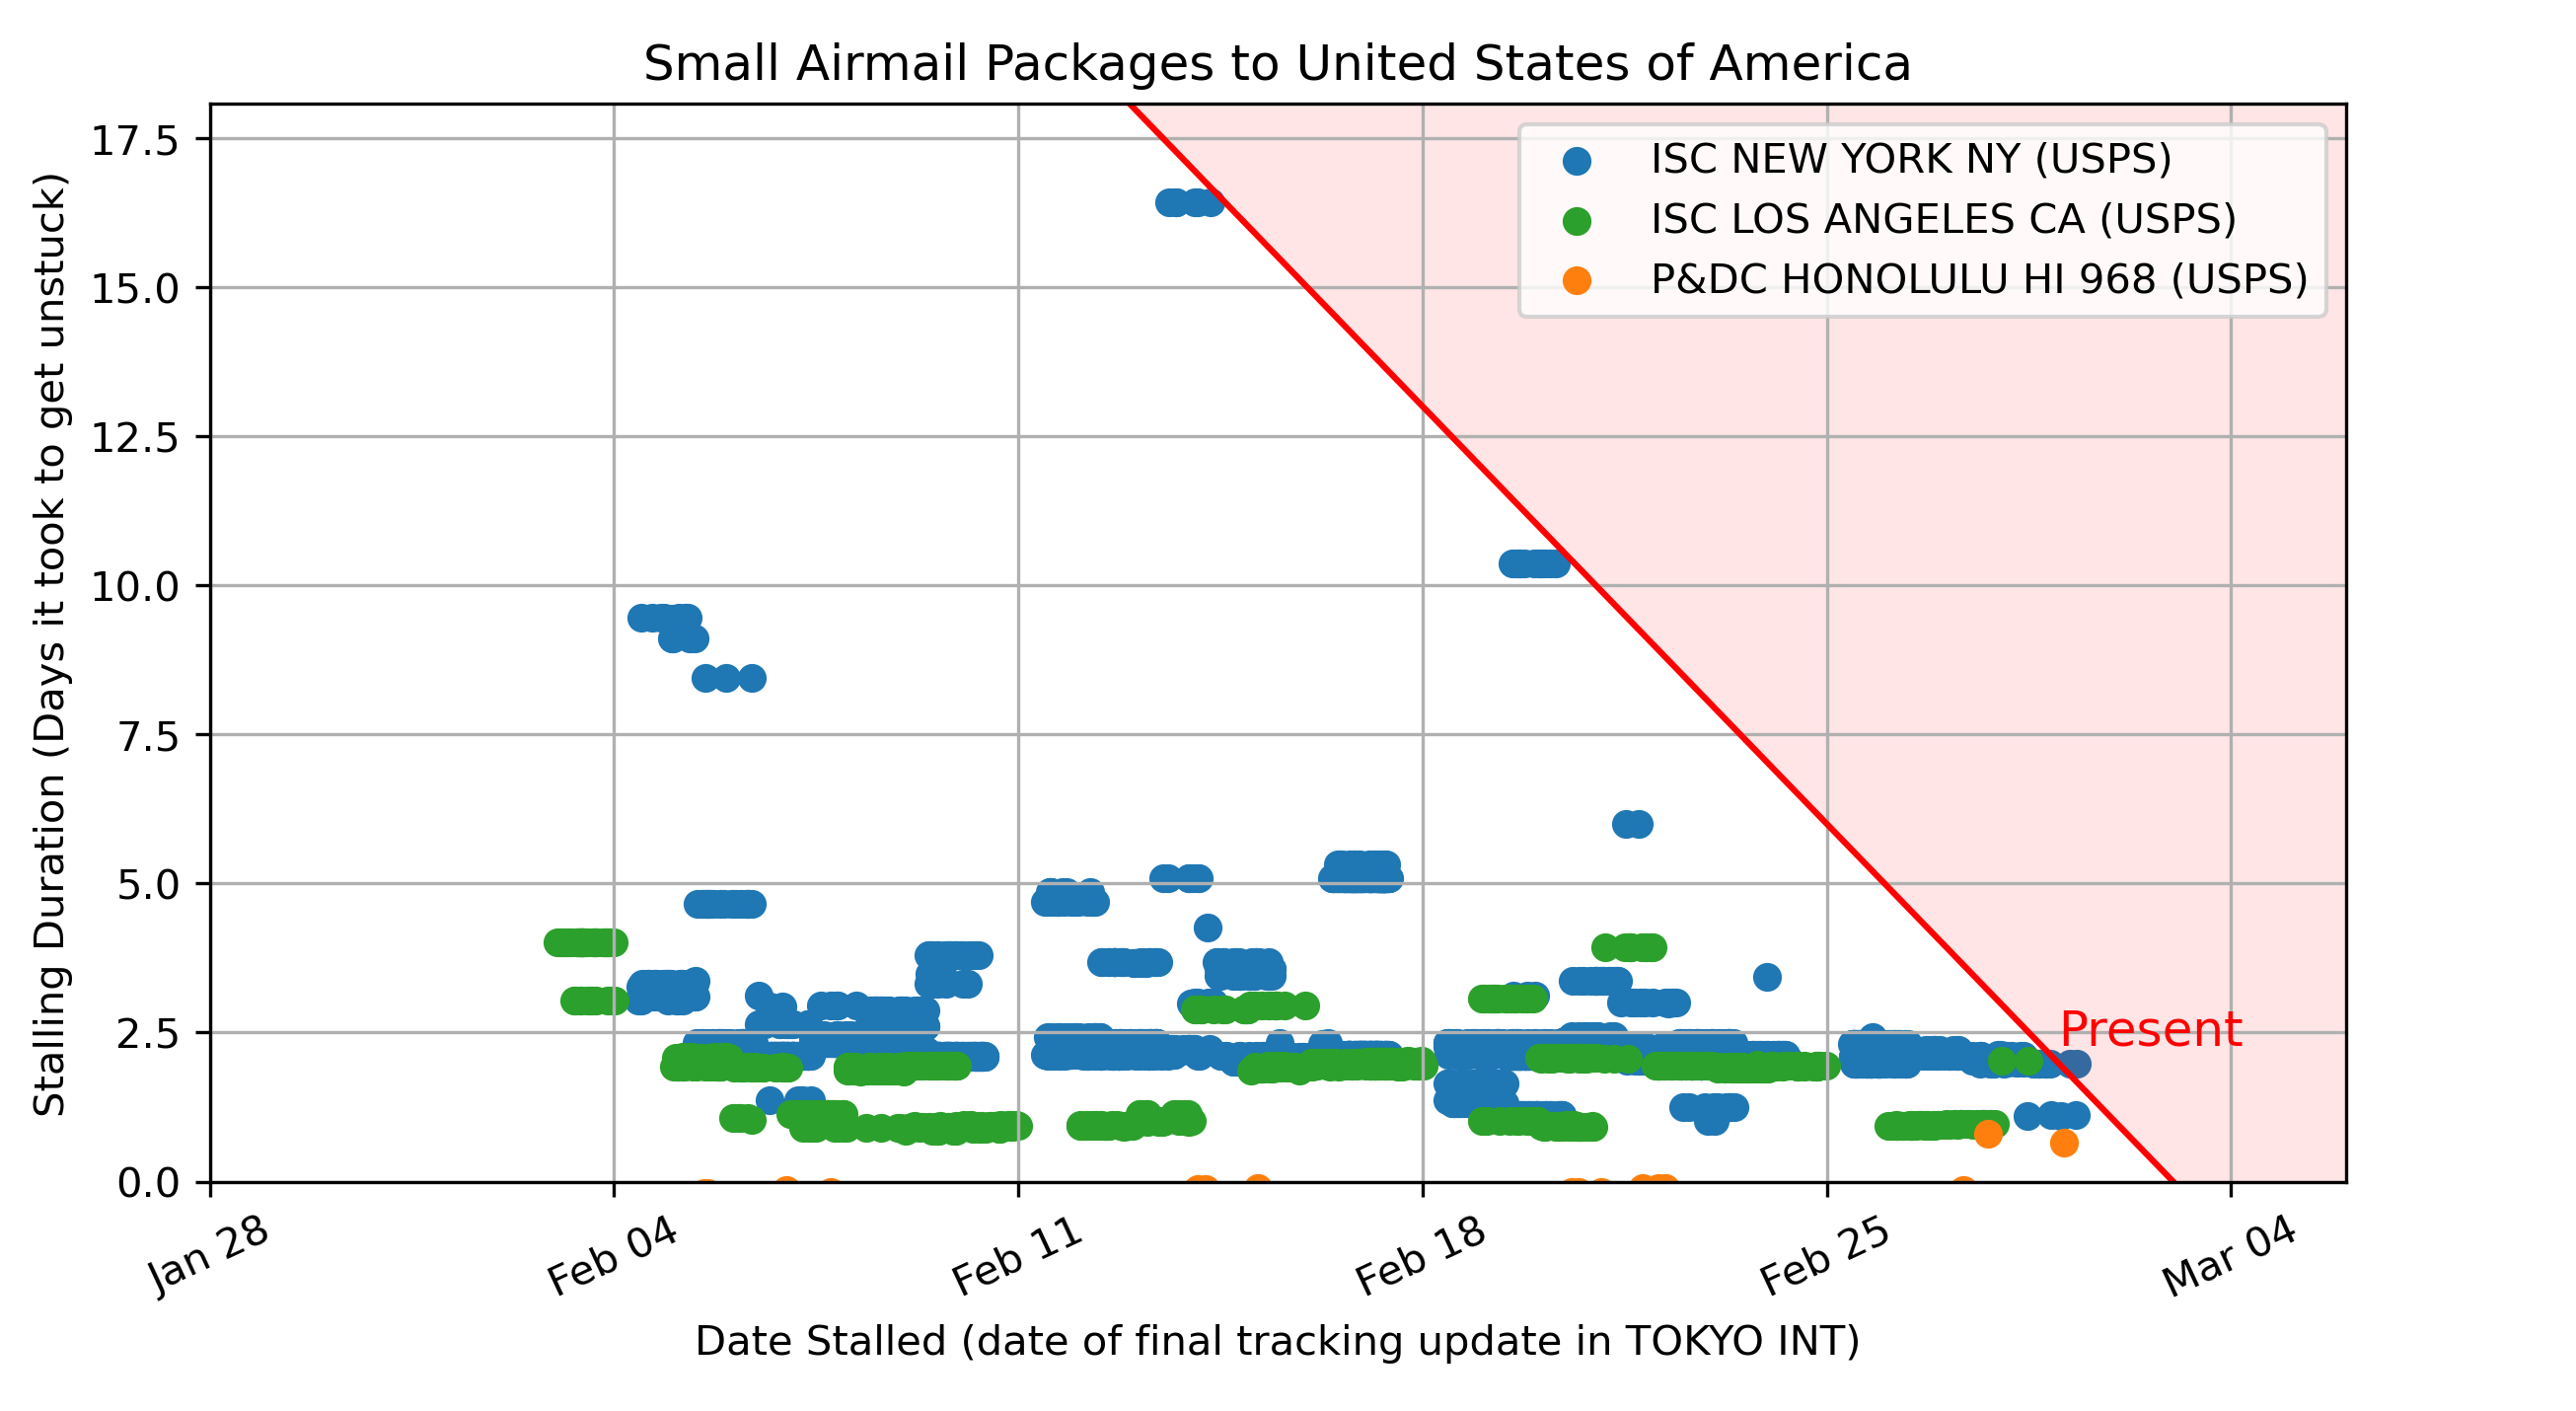 Small Airmail Packages to United States of America
17.5
15.0
12.5
10.0
7.5
5.0
2.5
0.0
Stalling Duration (Days it took to get unstuck)
ISC NEW YORK NY (USPS)
ISC LOS ANGELES CA (USPS)
P&DC HONOLULU HI 968 (USPS)
Present
Jan 28
Feb 04
Feb 11
Feb 18
Feb 25
Mar 04
Date Stalled (date of final tracking update in TOKYO INT)